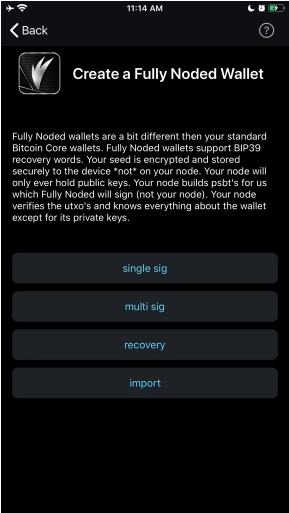 11:14 AM
Back
?
Create a Fully Noded Wallet
Fully Noded wallets are a bit different then your standard
Bitcoin Core wallets. Fully Noded wallets support BIP39
recovery words. Your seed is encrypted and stored
securely to the device *not* on your node. Your node will
only ever hold public keys. Your node builds psbt's for us
which Fully Noded will sign (not your node). Your node
verifies the utxo's and knows everything about the wallet
except for its private keys.
single sig
multi sig
recovery
import